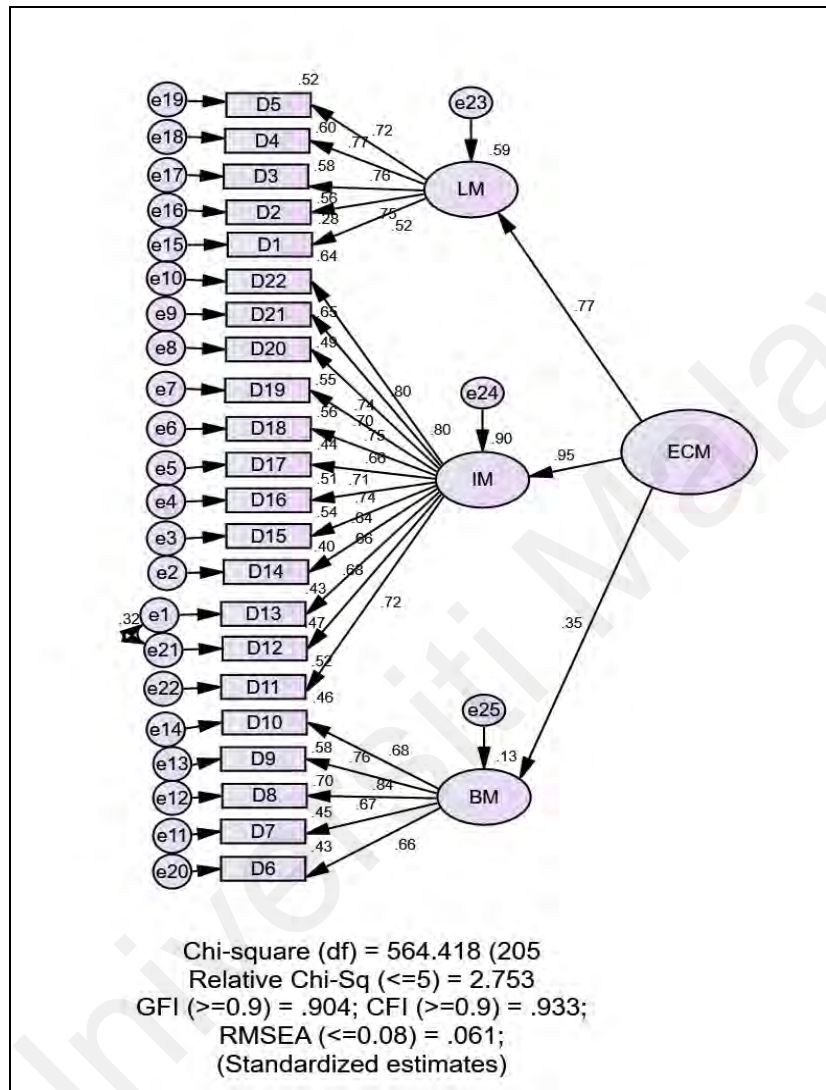 .52
e19 D5 e23
e18 D4 .60 .72
.77 .59
e17 D3 .58 .76 LM
e16 D2 .56 .75
.28 .52
e15 D1
.64
e10 D22 .77
e9 D21 .65
e8 D20 .49
e7 D19 .55 .74 .80 e24
e6 D18 .56 .70 .80 .90
.44 .75
e5 D17 .66 IM .95 ECM
e4 D16 .51 .71
.74
e3 D15 .54 .64
.40 .66
e2 D14 .68
.43 .72
.32 e1 D13 .47 .35
e21 D12
.52
e22 D11 .46
e14 D10 e25
e13 D9 .58 .76 .68 .13
e12 D8 .70 .84 BM
e11 D7 .45 .67
.43 .66
e20 D6
Chi-square (df) = 564.418 (205
Relative Chi-Sq (<=5) = 2.753
GFI (>=0.9) = .904; CFI (>=0.9) = .933;
RMSEA (<=0.08) = .061;
(Standardized estimates)